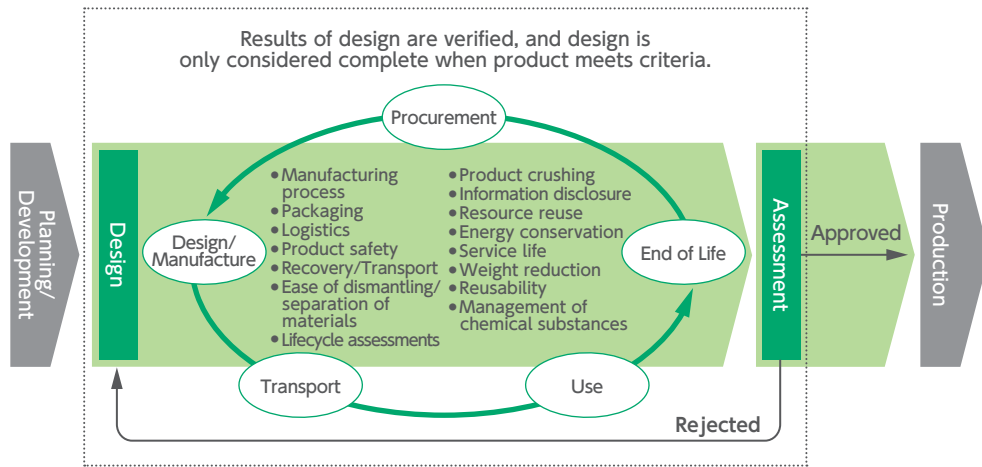 Results of design are verified, and design is
only considered complete when product meets criteria.
Procurement
Planning/
Development
Design
Design/
Manufacture
• Manufacturing
process
• Packaging
• Logistics
• Product safety
• Recovery/Transport
• Ease of dismantling/
separation of
materials
• Lifecycle assessments
• Product crushing
• Information disclosure
• Resource reuse
• Energy conservation
• Service life
• Weight reduction
• Reusability
• Management of
chemical substances
End of Life
Assessment
Approved
Production
Transport
Use
Rejected